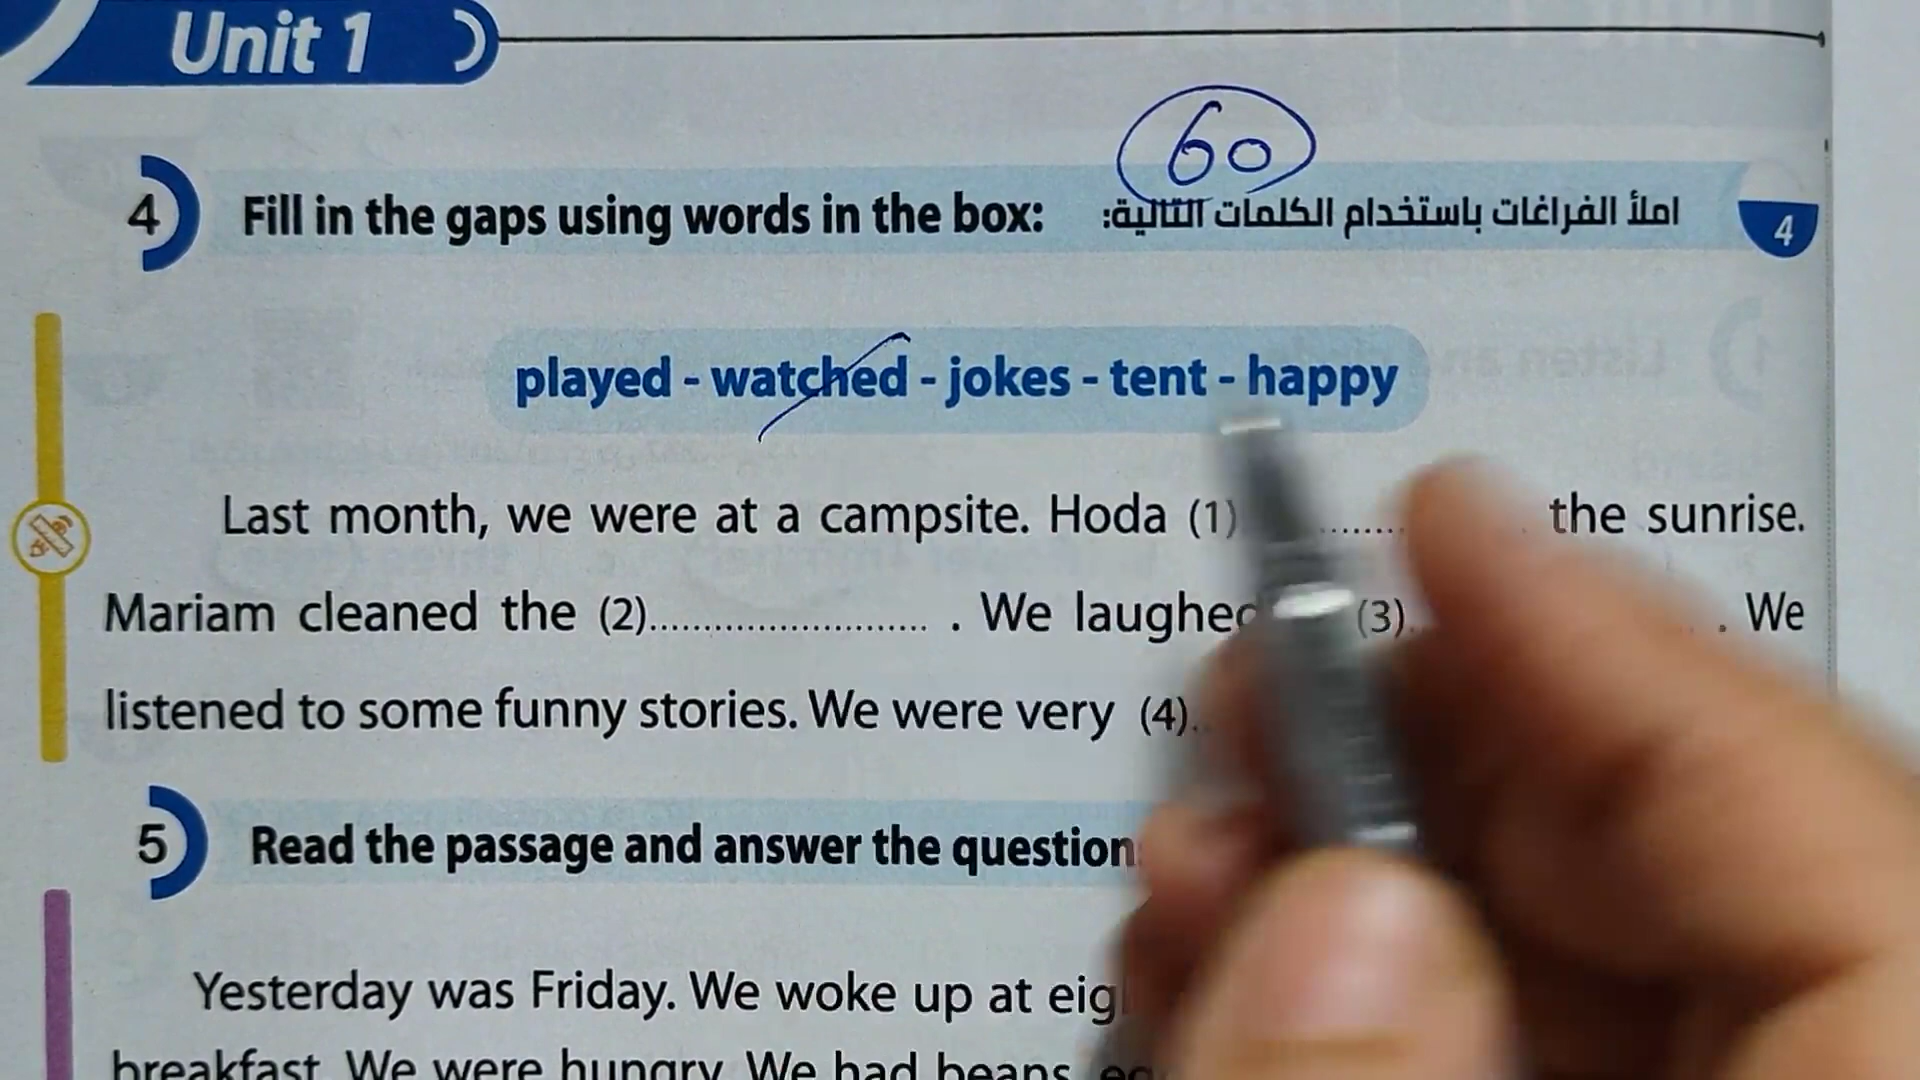 Unit 1
60
4 Fill in the gaps using words in the box: املأ الفراغات باستخدام الكلمات التالية: 4
played - watched - jokes - tent - happy
Last month, we were at a campsite. Hoda (1) .......... the sunrise.
Mariam cleaned the (2).......................... . We laughed (3). . We
listened to some funny stories. We were very (4)..
5 Read the passage and answer the question
Yesterday was Friday. We woke up at
breakfast. We were hungry. We had beans,